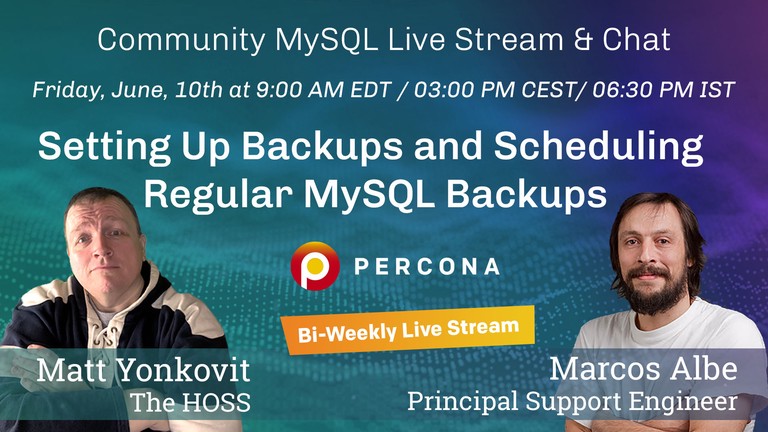 Community MySQL Live Stream & Chat
Friday, June, 10th at 9:00 AM EDT / 03:00 PM CEST/ 06:30 PM IST
Setting Up Backups and Scheduling
Regular MySQL Backups
PERCONA
Bi-Weekly Live Stream
Matt Yonkovit
The HOSS
Marcos Albe
Principal Support Engineer